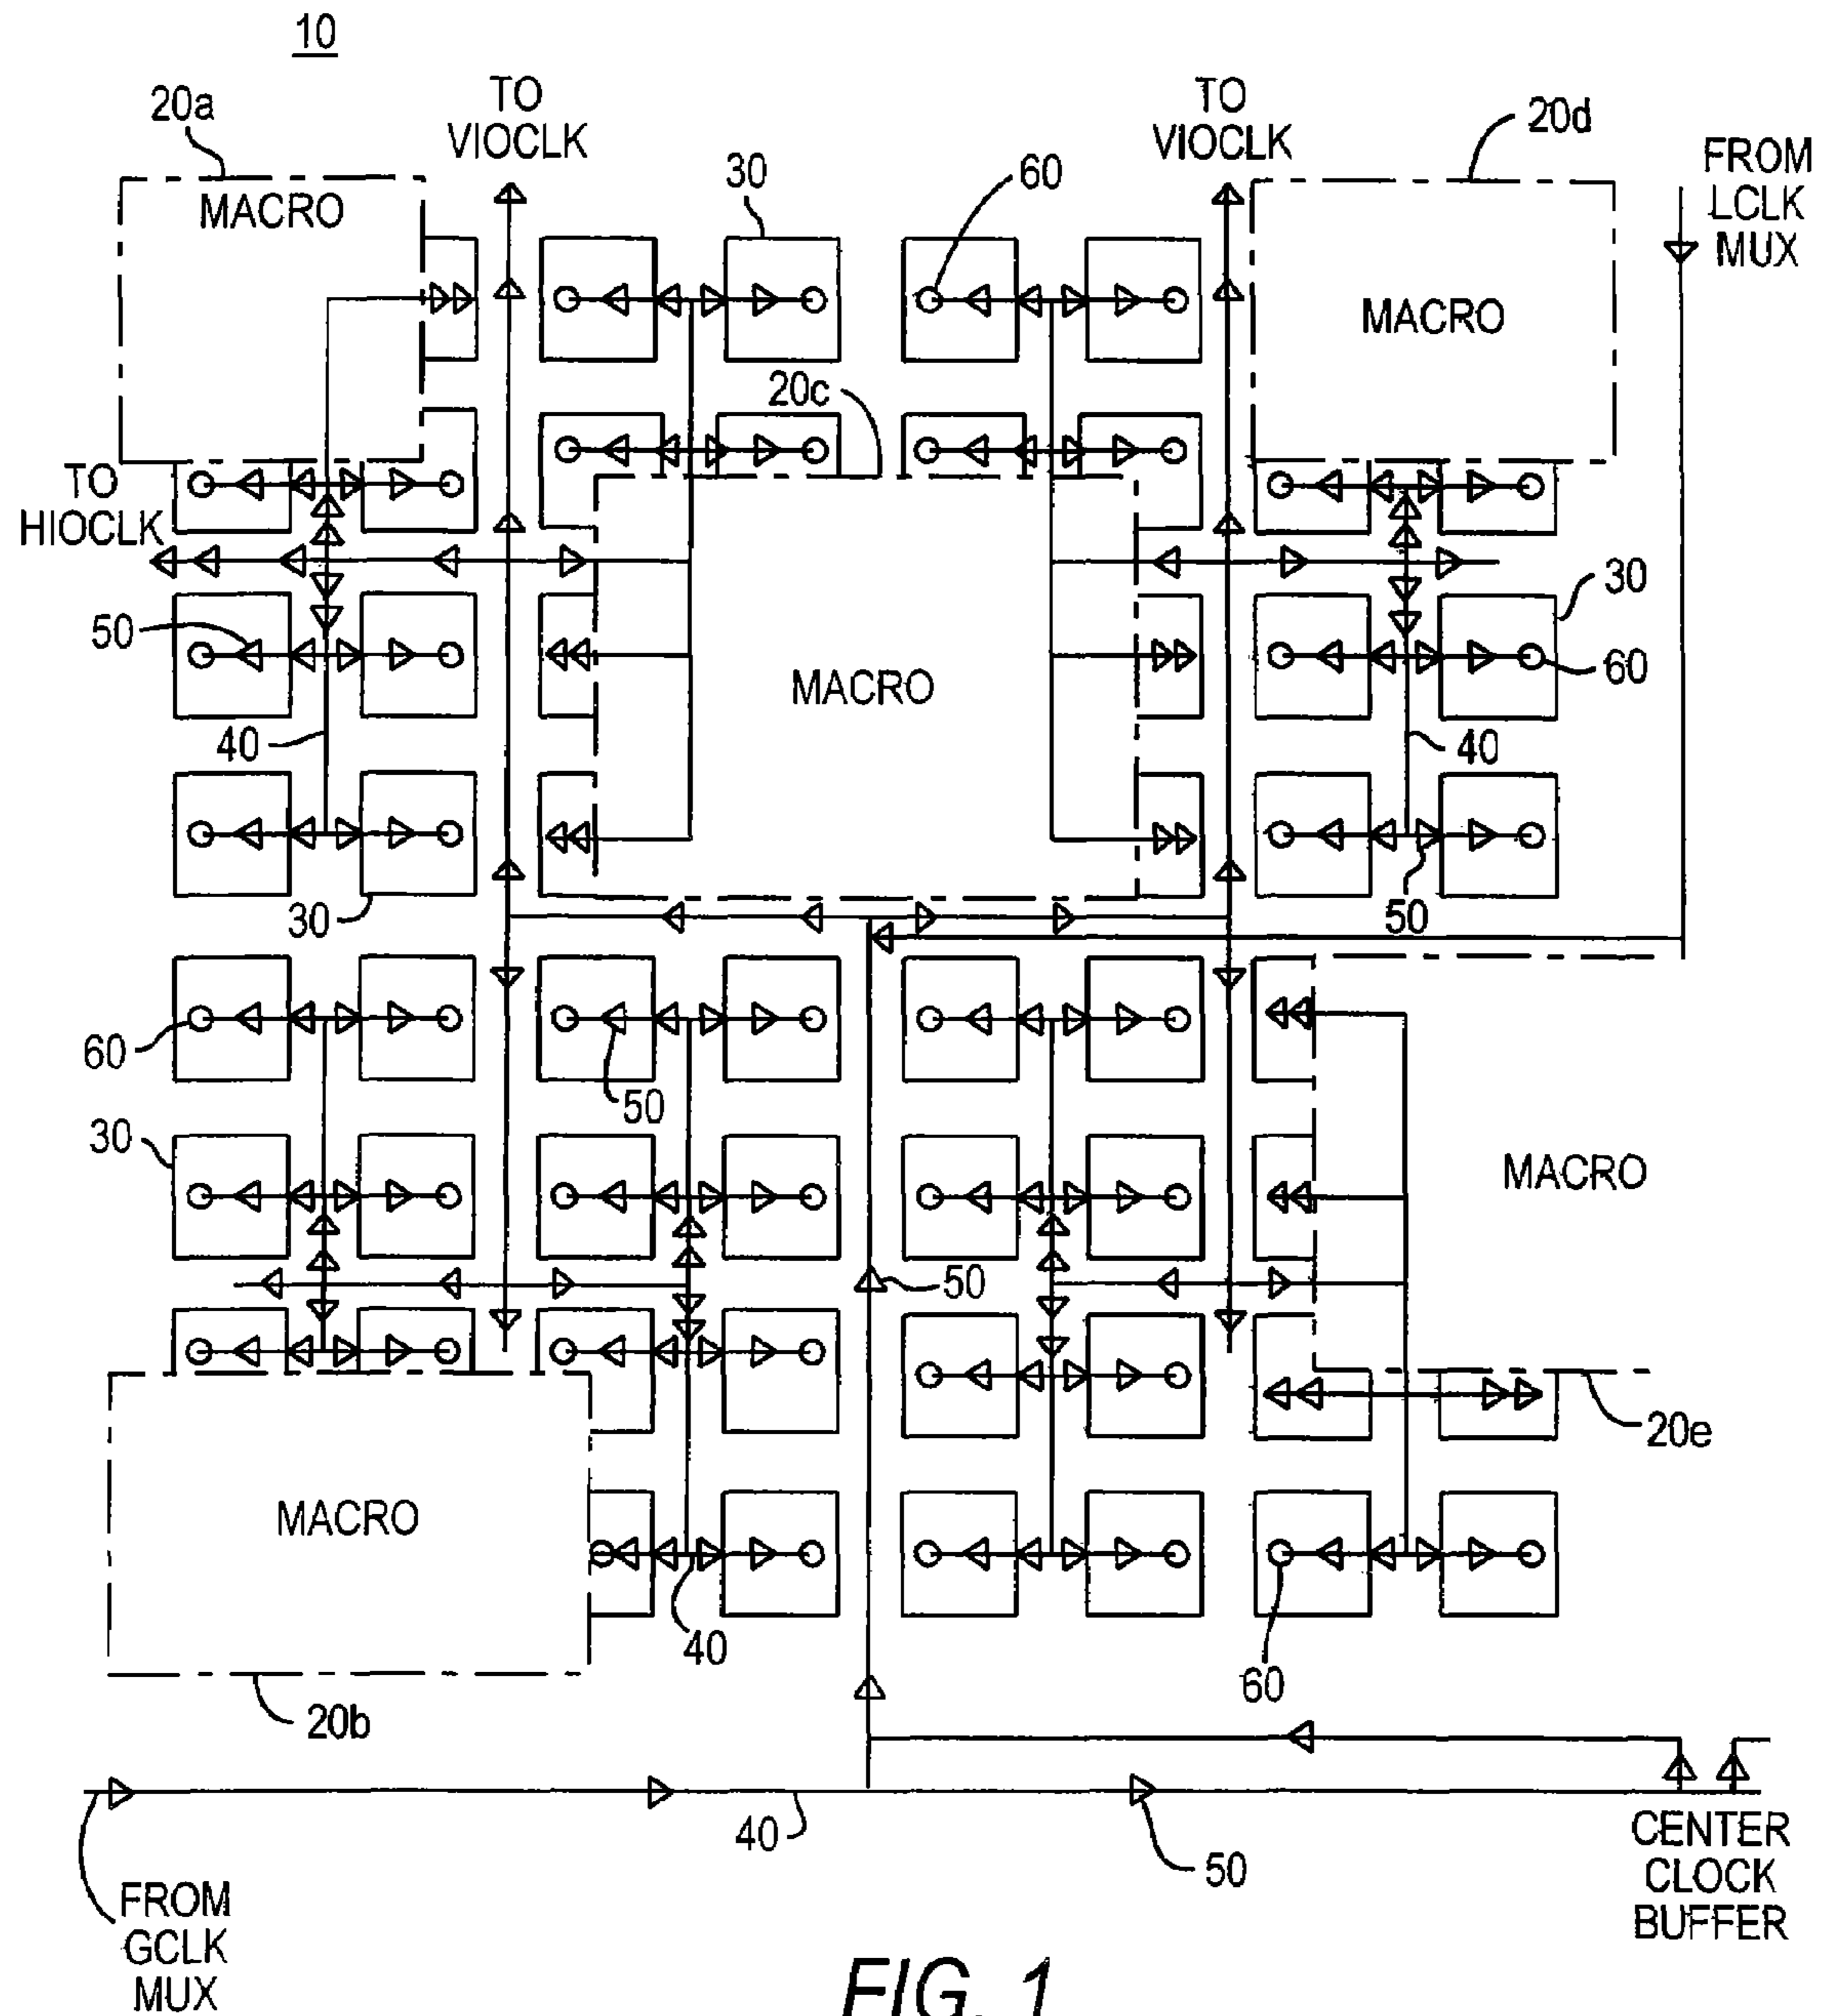 10
20a
TO
VIOCLK
TO
VIOCLK
20d
FROM
LCLK
MUX
30
60
MACRO
MACRO
20c
TO
HIOCLK
30
50
60
MACRO
40
40
30
50
60
50
30
MACRO
50
20e
MACRO
40
60
20b
40
50
CENTER
CLOCK
BUFFER
FROM
GCLK
MUX
FIG. 1